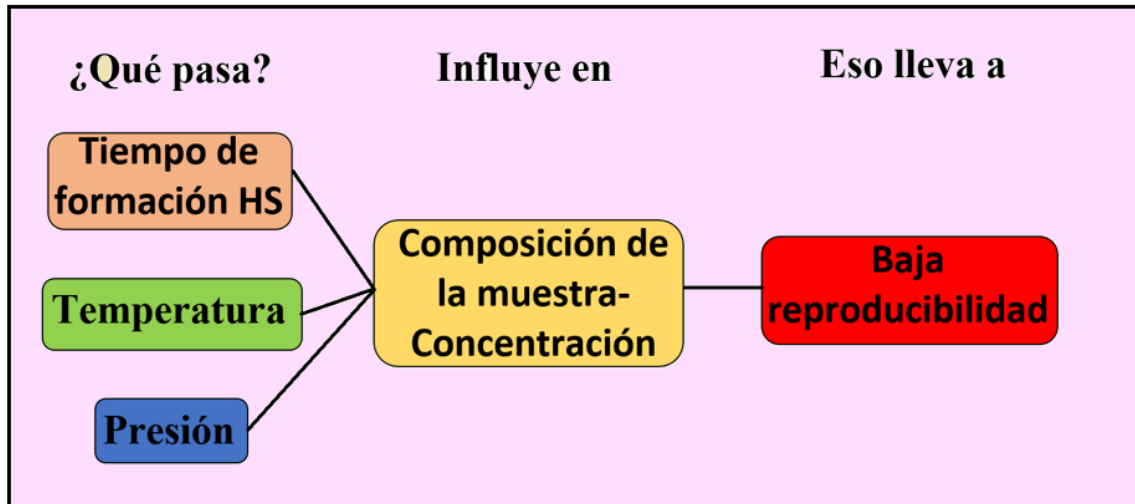 ¿Qué pasa?
Influye en
Eso lleva a
Tiempo de
formación HS
Temperatura
Presión
Composición de
la muestra-
Concentración
Baja
reproducibilidad